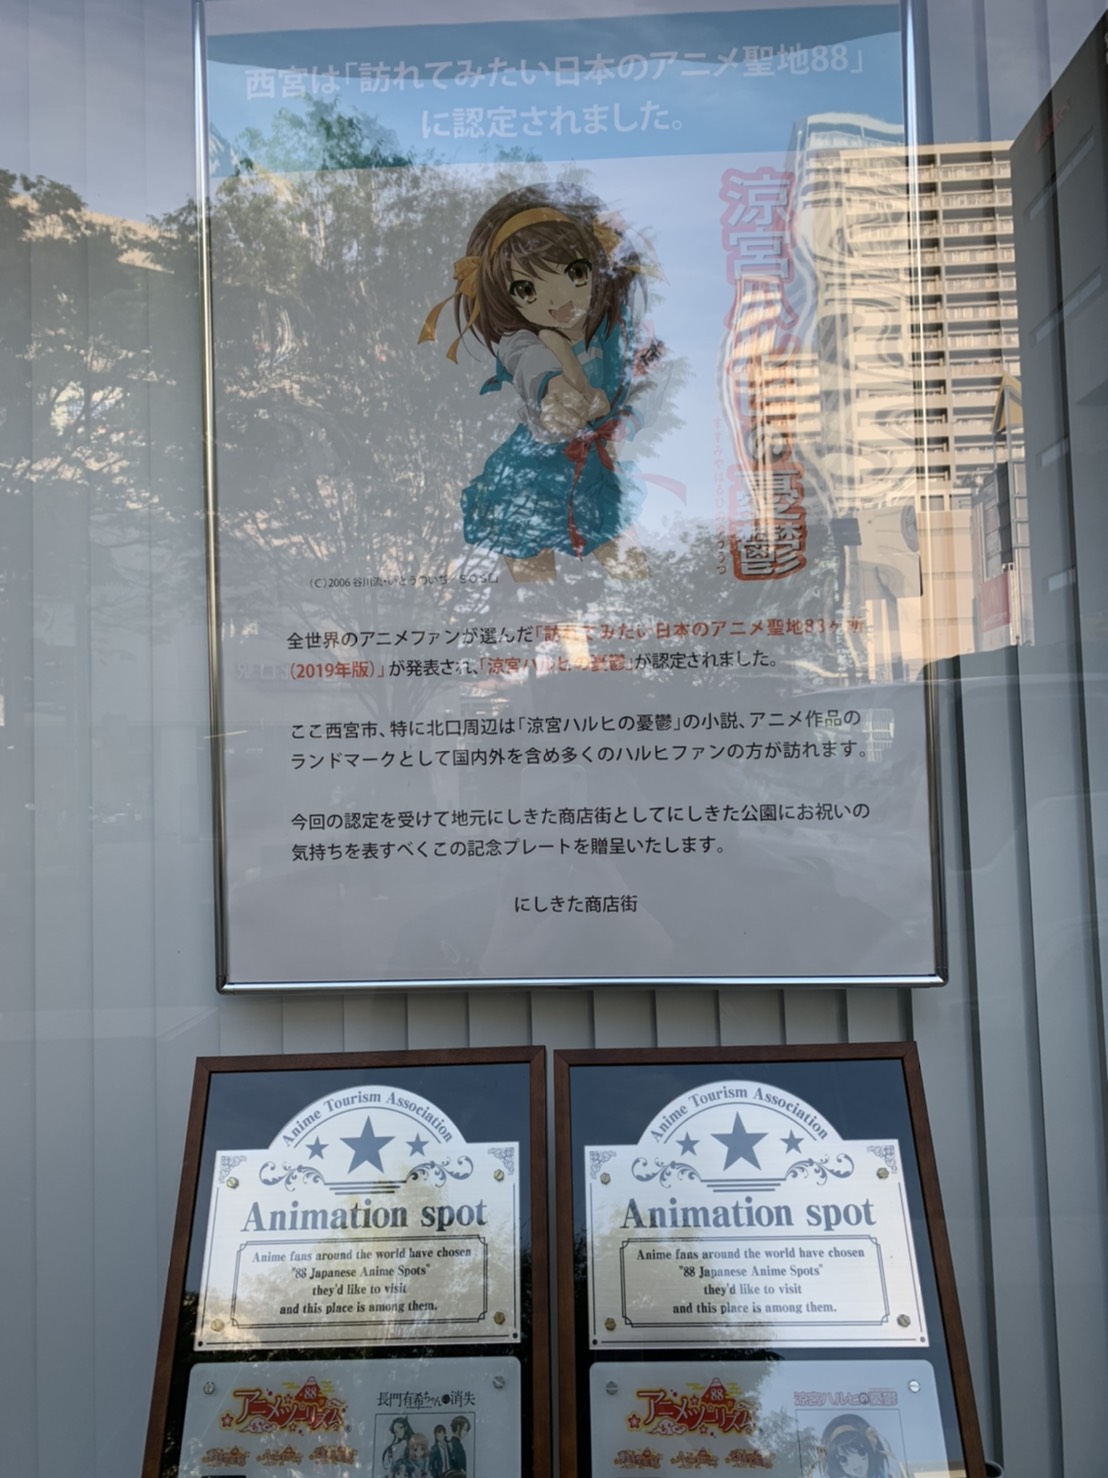 西宮は「訪れてみたい日本のアニメ聖地88」
に認定されました。
涼宮ハルヒの憂鬱
(C)2006 谷川流・いとうのいぢ/SOS団
全世界のアニメファンが選んだ「訪れてみたい日本のアニメ聖地88ヶ所
(2019年版)」が発表され、「涼宮ハルヒの憂鬱」が認定されました。
ここ西宮市、特に北口周辺は「涼宮ハルヒの憂鬱」の小説、アニメ作品の
ランドマークとして国内外を含め多くのハルヒファンの方が訪れます。
今回の認定を受けて地元にしきた商店街としてにしきた公園にお祝いの
気持ちを表すべくこの記念プレートを贈呈いたします。
にしきた商店街
Anime Tourism Association
Animation spot
Anime fans around the world have chosen
"88 Japanese Anime Spots"
they'd like to visit
and this place is among them.
アニメツーリズム
88
長門有希ちゃんの消失
Anime Tourism Association
Animation spot
Anime fans around the world have chosen
"88 Japanese Anime Spots"
they'd like to visit
and this place is among them.
アニメツーリズム
88
涼宮ハルヒの憂鬱